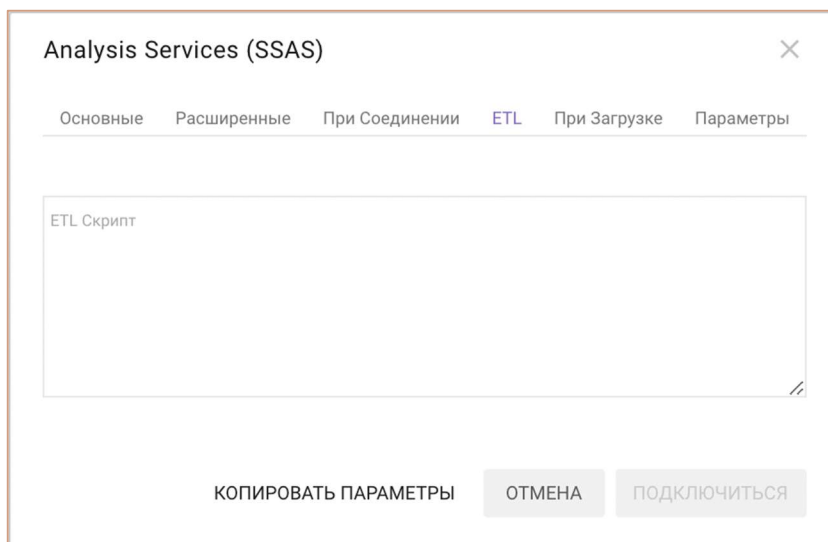 Analysis Services (SSAS)
Основные Расширенные При Соединении ETL При Загрузке Параметры
ETL Скрипт
КОПИРОВАТЬ ПАРАМЕТРЫ ОТМЕНА ПОДКЛЮЧИТЬСЯ